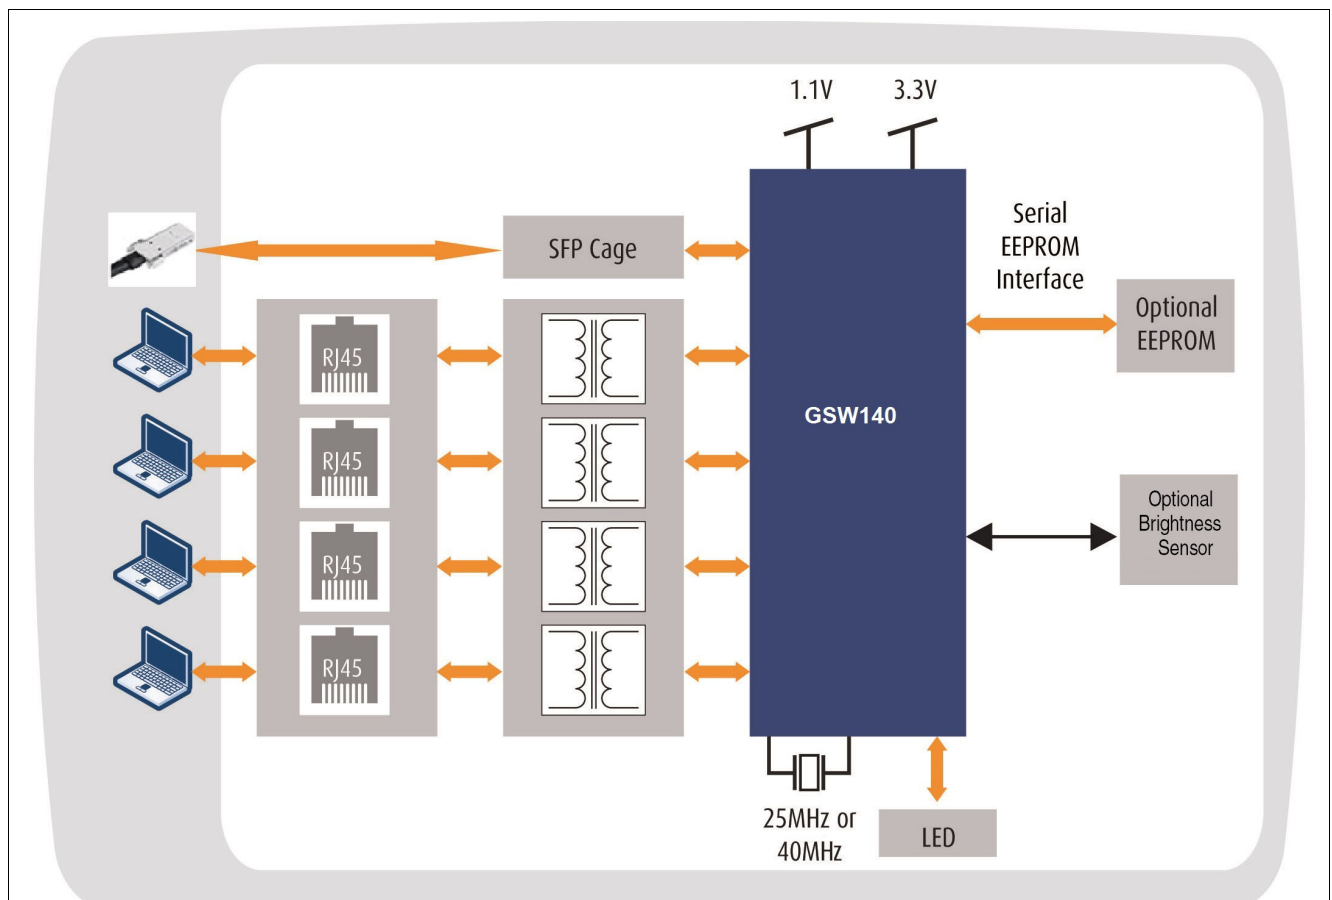 1.1V
3.3V
Serial
EEPROM
Interface
SFP Cage
Optional
EEPROM
RJ45
GSW140
RJ45
Optional
Brightness
Sensor
RJ45
RJ45
25MHz or
40MHz
LED